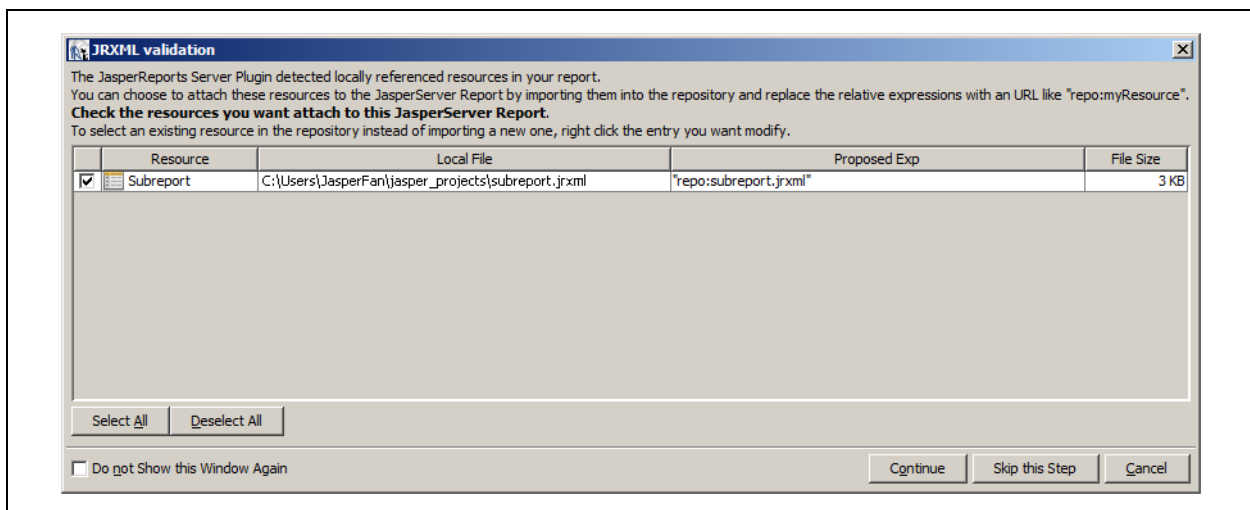 JRXML validation
The JasperReports Server Plugin detected locally referenced resources in your report.
You can choose to attach these resources to the JasperServer Report by importing them into the repository and replace the relative expressions with an URL like "repo:myResource".
Check the resources you want attach to this JasperServer Report.
To select an existing resource in the repository instead of importing a new one, right click the entry you want modify.
Resource Local File Proposed Exp File Size
Subreport C:\Users\JasperFan\jasper_projects\subreport.jrxml "repo:subreport.jrxml" 3 KB
Select All Deselect All
Do not Show this Window Again Continue Skip this Step Cancel